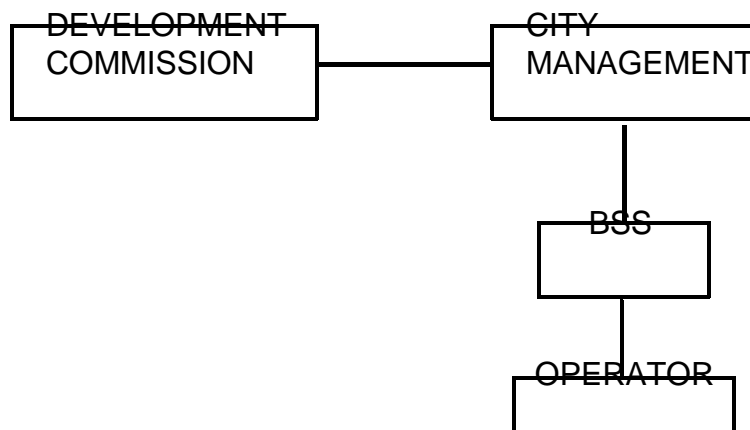 DEVELOPMENT
COMMISSION
CITY
MANAGEMENT
BSS
OPERATOR